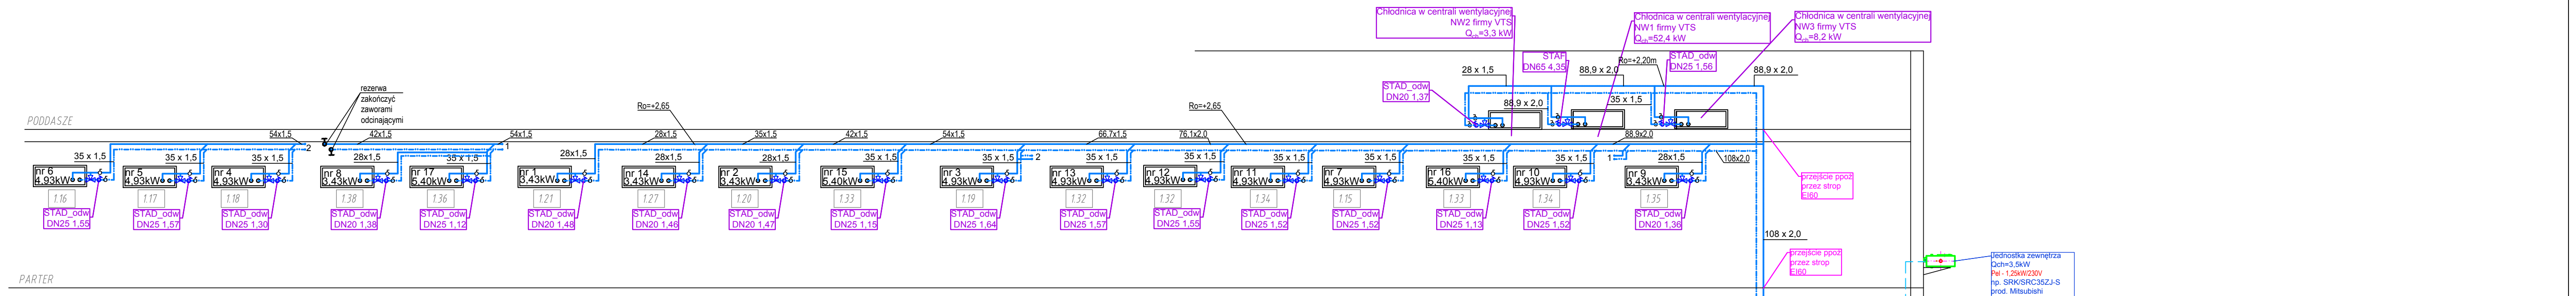 Chłodnica w centrali wentylacyjnej
NW2 firmy VTS
Qch=3,3 kW
Chłodnica w centrali wentylacyjnej
NW1 firmy VTS
Qch=52,4 kW
Chłodnica w centrali wentylacyjnej
NW3 firmy VTS
Qch=8,2 kW
STAF
DN65 4,35
STAD_odw
DN25 1,56
Ro=+2,20m
28 x 1,5
88,9 x 2,0
88,9 x 2,0
STAD_odw
DN20 1,37
88,9 x 2,0
35 x 1,5
rezerwa
zakończyć
zaworami
odcinającymi
Ro=+2,65
Ro=+2,65
PODDASZE
54x1,5
42x1,5
54x1,5
28x1,5
35x1,5
42x1,5
54x1,5
66,7x1,5
76,1x2,0
88,9x2,0
2
1
2
1
108x2,0
35 x 1,5
nr 6
4,93kW
1.16
STAD_odw
DN25 1,55
35 x 1,5
nr 5
4,93kW
1.17
STAD_odw
DN25 1,57
35 x 1,5
nr 4
4,93kW
1.18
STAD_odw
DN25 1,30
28x1,5
nr 8
3,43kW
1.38
STAD_odw
DN20 1,38
35 x 1,5
nr 17
5,40kW
1.36
STAD_odw
DN25 1,12
28x1,5
nr 1
3,43kW
1.21
STAD_odw
DN20 1,48
28x1,5
nr 14
3,43kW
1.27
STAD_odw
DN20 1,46
28x1,5
nr 2
3,43kW
1.20
STAD_odw
DN20 1,47
35 x 1,5
nr 15
5,40kW
1.33
STAD_odw
DN25 1,15
35 x 1,5
nr 3
4,93kW
1.19
STAD_odw
DN25 1,64
35 x 1,5
nr 13
4,93kW
1.32
STAD_odw
DN25 1,57
35 x 1,5
nr 12
4,93kW
1.32
STAD_odw
DN25 1,55
35 x 1,5
nr 11
4,93kW
1.34
STAD_odw
DN25 1,52
35 x 1,5
nr 7
4,93kW
1.15
STAD_odw
DN25 1,52
35 x 1,5
nr 16
5,40kW
1.33
STAD_odw
DN25 1,13
35 x 1,5
nr 10
4,93kW
1.34
STAD_odw
DN25 1,52
28x1,5
nr 9
3,43kW
1.35
STAD_odw
DN20 1,36
przejście ppoż
przez strop
EI60
108 x 2,0
przejście ppoż
przez strop
EI60
PARTER
Jednostka zewnętrza
Qch=3,5kW
Pel - 1,25kW/230V
np. SRK/SRC35ZJ-S
prod. Mitsubishi